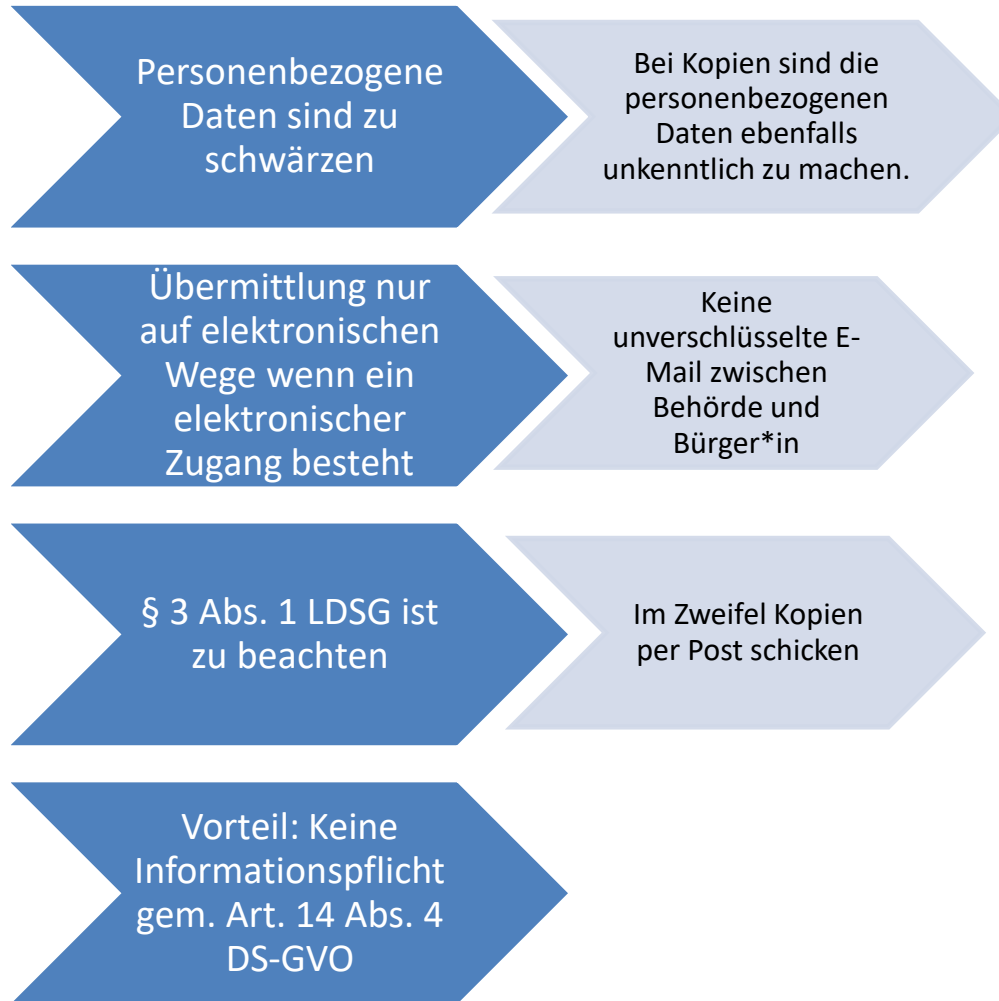 Personenbezogene
Daten sind zu
schwärzen
Bei Kopien sind die
personenbezogenen
Daten ebenfalls
unkenntlich zu machen.
Übermittlung nur
auf elektronischen
Wege wenn ein
elektronischer
Zugang besteht
Keine
unverschlüsselte E-
Mail zwischen
Behörde und
Bürger*in
§ 3 Abs. 1 LDSG ist
zu beachten
Im Zweifel Kopien
per Post schicken
Vorteil: Keine
Informationspflicht
gem. Art. 14 Abs. 4
DS-GVO